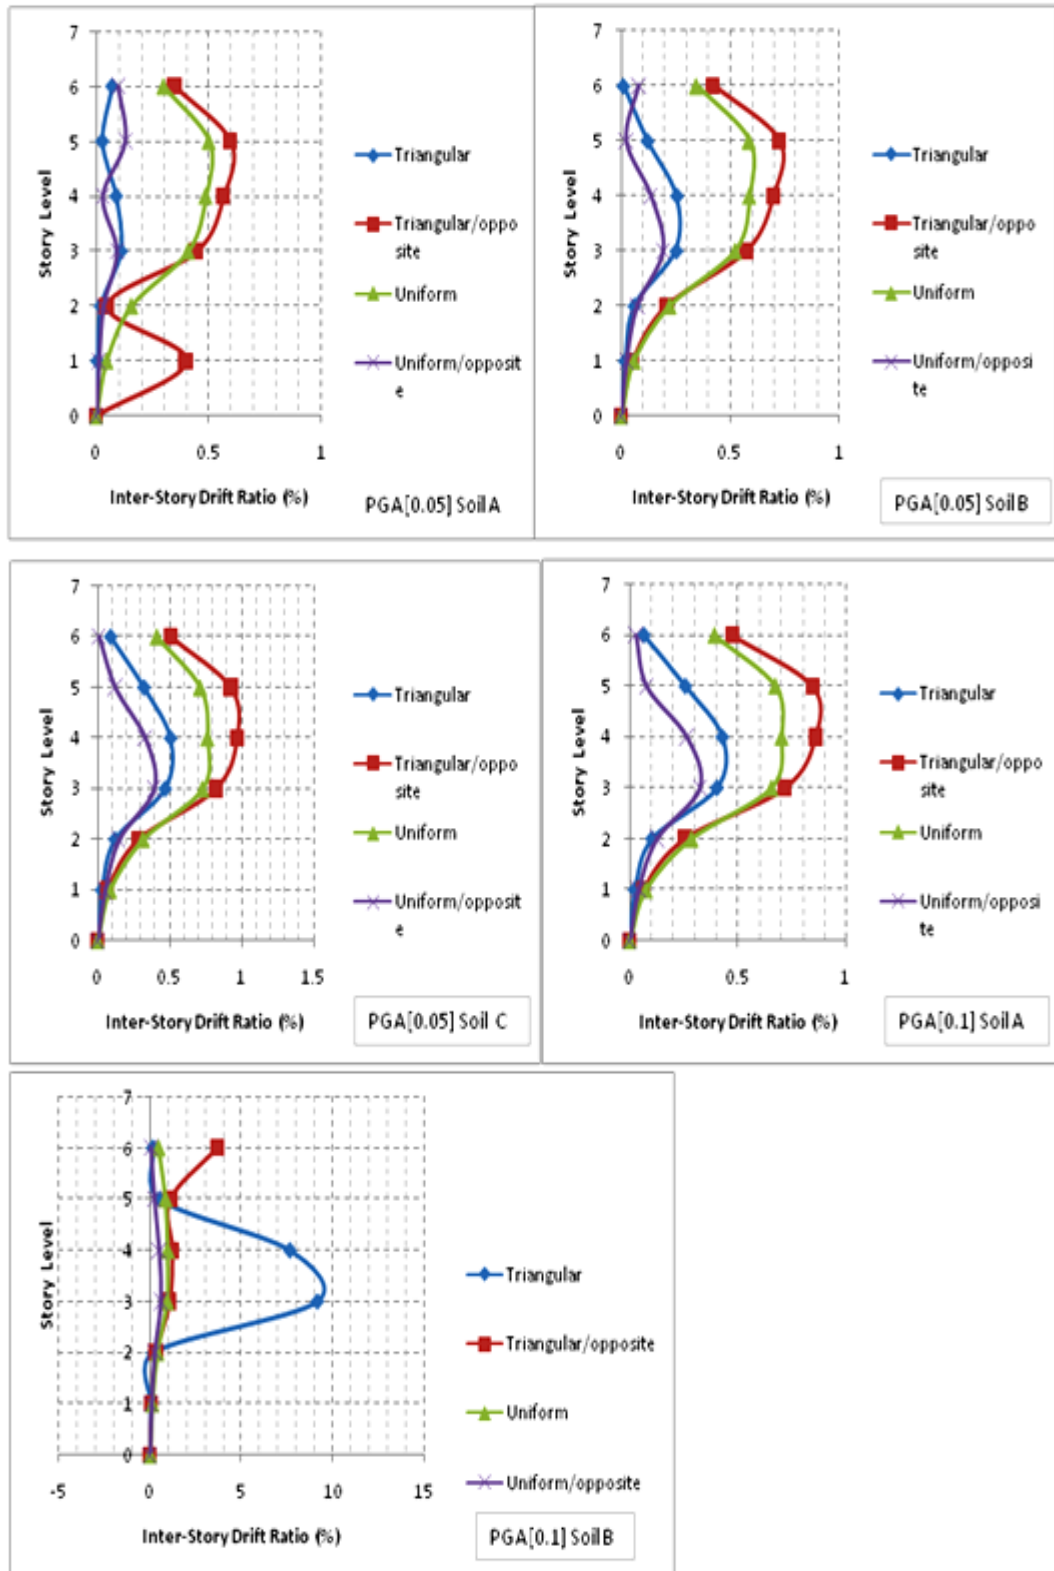 7
6
5
4
3
2
1
0
Story Level
0 0.5 1
Inter-Story Drift Ratio (%)
Triangular
Triangular/oppo
site
Uniform
Uniform/opposit
e
PGA[0.05] Soil A
7
6
5
4
3
2
1
0
Story Level
0 0.5 1
Inter-Story Drift Ratio (%)
Triangular
Triangular/oppo
site
Uniform
Uniform/opposi
te
PGA[0.05] Soil B
7
6
5
4
3
2
1
0
Story Level
0 0.5 1 1.5
Inter-Story Drift Ratio (%)
Triangular
Triangular/oppo
site
Uniform
Uniform/opposit
e
PGA[0.05] Soil C
7
6
5
4
3
2
1
0
Story Level
0 0.5 1
Inter-Story Drift Ratio (%)
Triangular
Triangular/oppo
site
Uniform
Uniform/opposi
te
PGA[0.1] Soil A
7
6
5
4
3
2
1
0
Story Level
-5 0 5 10 15
Inter-Story Drift Ratio (%)
Triangular
Triangular/opposite
Uniform
Uniform/opposite
PGA[0.1] Soil B